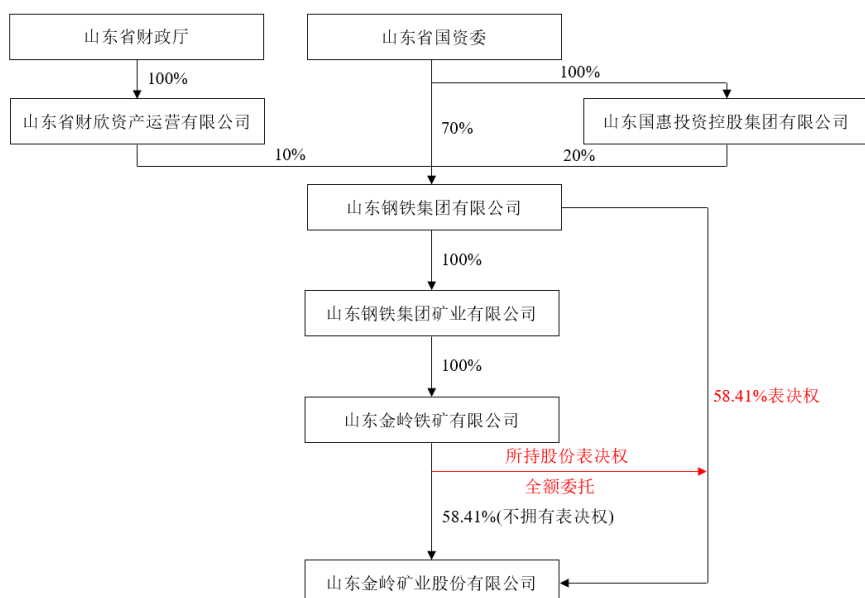 山东省财政厅
山东省国资委
100%
100%
山东省财欣资产运营有限公司
70%
山东国惠投资控股集团有限公司
10%
20%
山东钢铁集团有限公司
100%
山东钢铁集团矿业有限公司
100%
58.41%表决权
山东金岭铁矿有限公司
所持股份表决权
全额委托
58.41%(不拥有表决权)
山东金岭矿业股份有限公司